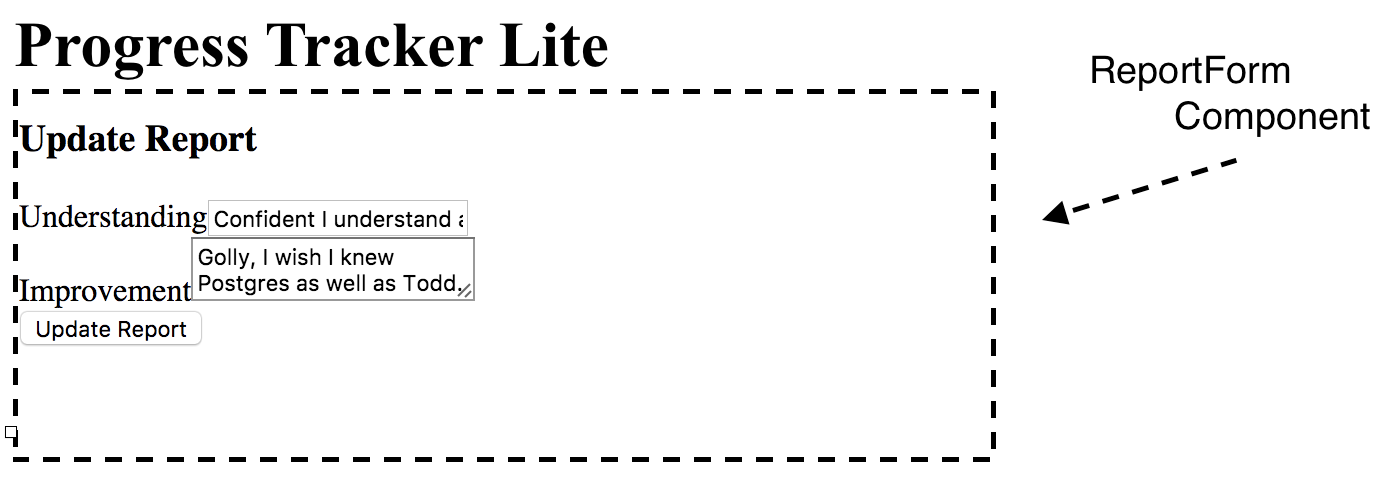 Progress Tracker Lite
ReportForm
Component
Update Report
Understanding Confident I understand a
Golly, I wish I knew
Postgres as well as Todd.
Improvement
Update Report